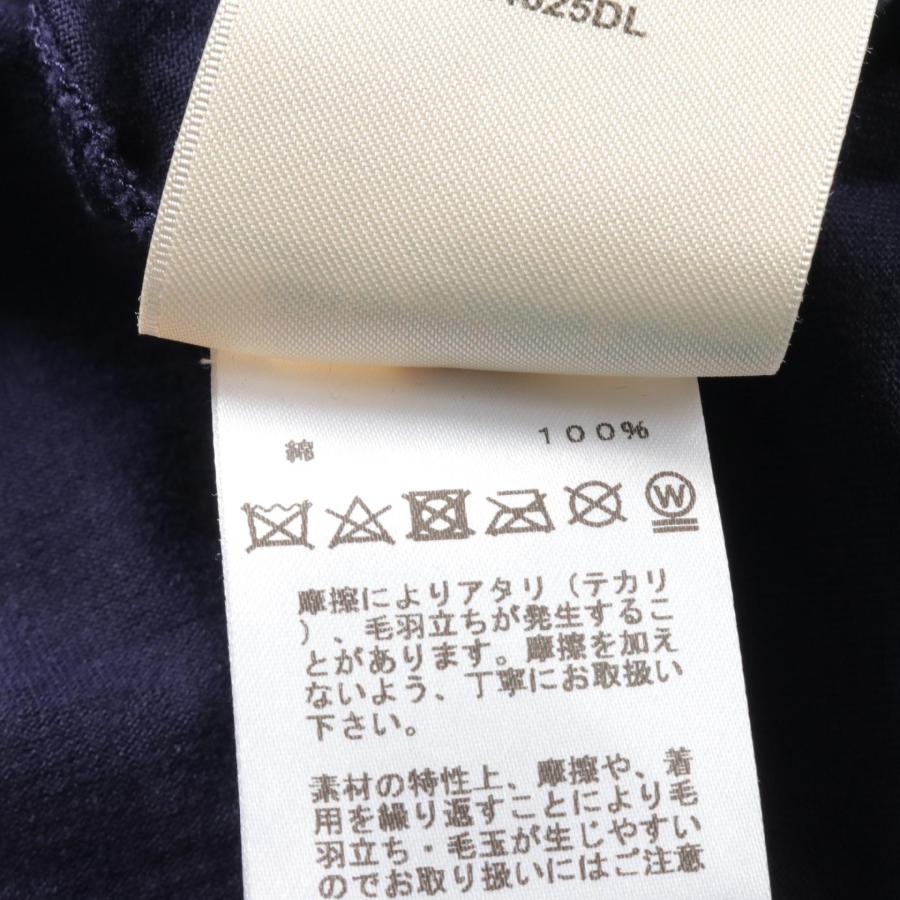 025DL
綿 100%
W
摩擦によりアタリ（テカリ
）、毛羽立ちが発生するこ
とがあります。摩擦を加え
ないよう、丁寧にお取扱い
下さい。
素材の特性上、摩擦や、着
用を繰り返すことにより毛
羽立ち・毛玉が生じやすい
のでお取り扱いにはご注意